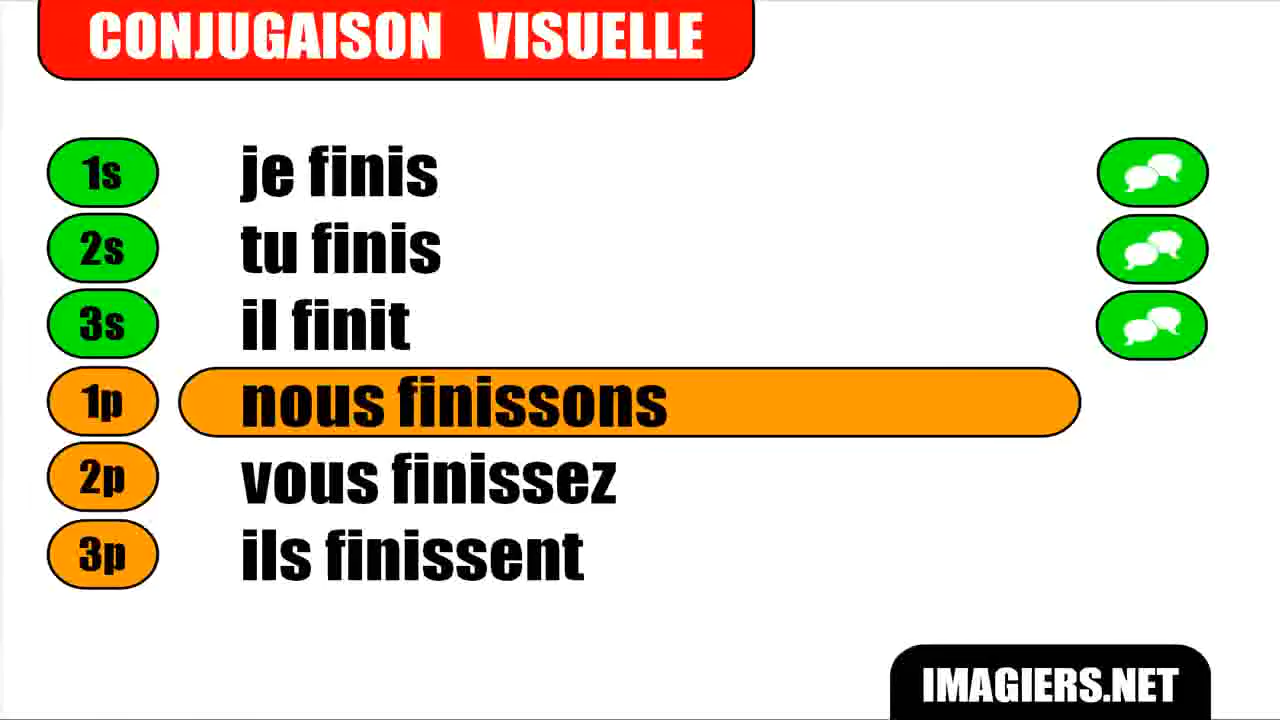 CONJUGAISON VISUELLE
1s je finis
2s tu finis
3s il finit
1p nous finissons
2p vous finissez
3p ils finissent
IMAGIERS.NET